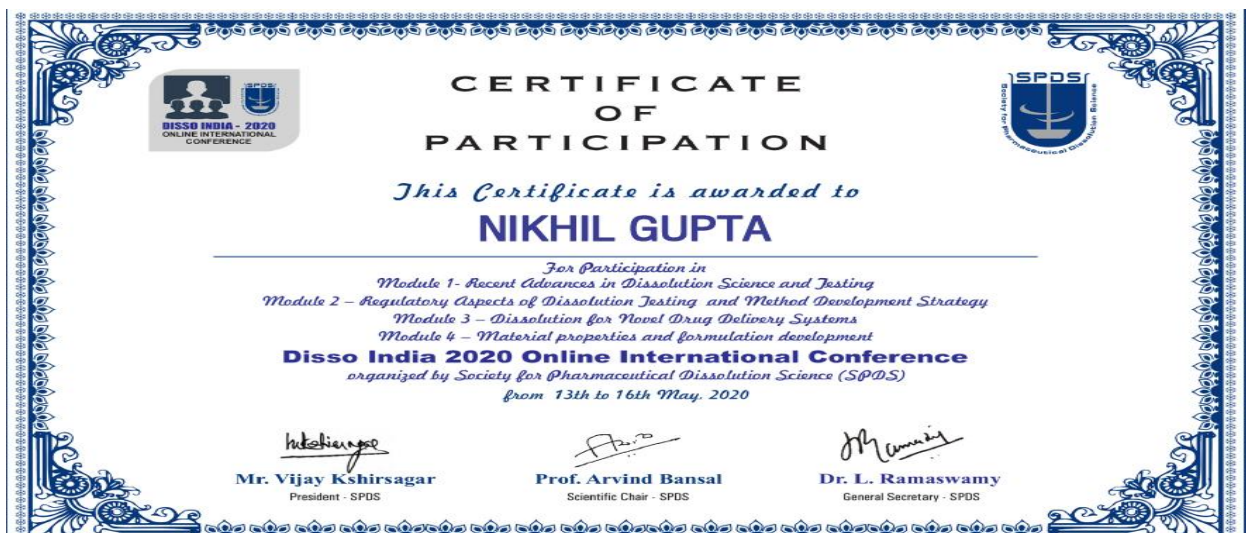 SPDS
DISSO INDIA - 2020
ONLINE INTERNATIONAL
CONFERENCE
CERTIFICATE
OF
PARTICIPATION
SPDS
Society for Pharmaceutical Dissolution Science
This Certificate is awarded to
NIKHIL GUPTA
For Participation in
Module 1- Recent Advances in Dissolution Science and Testing
Module 2 – Regulatory Aspects of Dissolution Testing and Method Development Strategy
Module 3 – Dissolution for Novel Drug Delivery Systems
Module 4 – Material properties and formulation development
Disso India 2020 Online International Conference
organized by Society for Pharmaceutical Dissolution Science (SPDS)
from 13th to 16th May, 2020
Mr. Vijay Kshirsagar
President - SPDS
Prof. Arvind Bansal
Scientific Chair - SPDS
Dr. L. Ramaswamy
General Secretary - SPDS